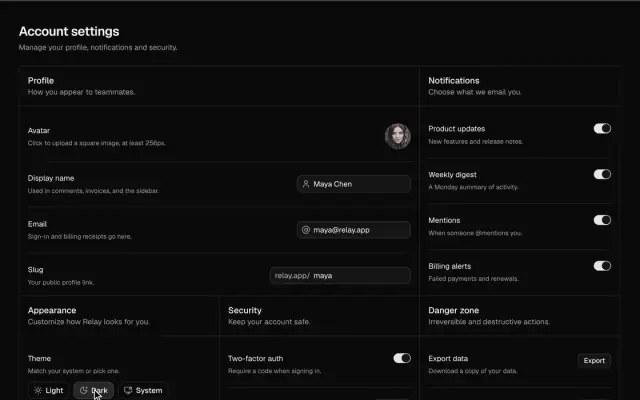 Account settings
Manage your profile, notifications and security.
Profile
How you appear to teammates.
Avatar
Click to upload a square image, at least 256px.
Display name
Used in comments, invoices, and the sidebar.
Maya Chen
Email
Sign-in and billing receipts go here.
maya@relay.app
Slug
Your public profile link.
relay.app/ maya
Notifications
Choose what we email you.
Product updates
New features and release notes.
Weekly digest
A Monday summary of activity.
Mentions
When someone @mentions you.
Billing alerts
Failed payments and renewals.
Appearance
Customize how Relay looks for you.
Theme
Match your system or pick one.
Light Dark System
Security
Keep your account safe.
Two-factor auth
Require a code when signing in.
Danger zone
Irreversible and destructive actions.
Export data
Download a copy of your data.
Export